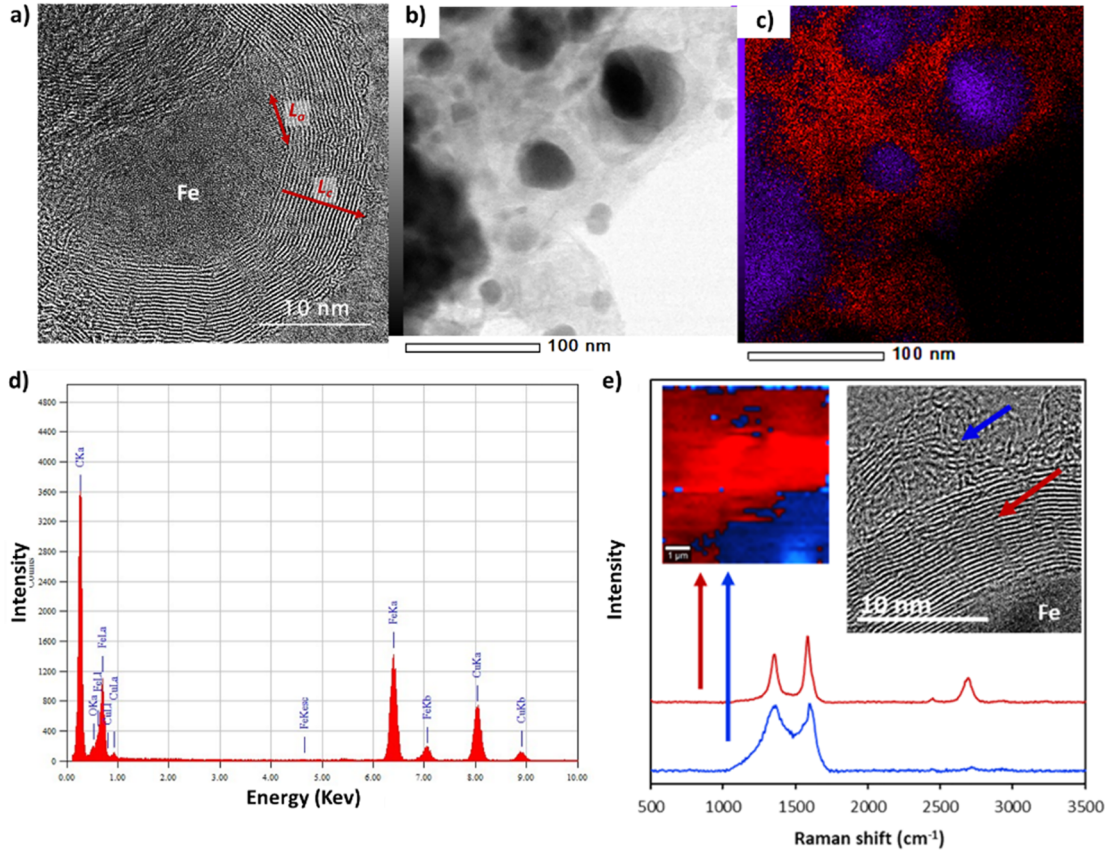 a)
La
Lc
Fe
10 nm
b)
100 nm
c)
100 nm
d)
4800
4400
4000
3600
3200
2800
2400
2000
1600
1200
800
400
0
0.00 1.00 2.00 3.00 4.00 5.00 6.00 7.00 8.00 9.00 10.00
CKa
OKa
FeLl
FeLa
CuLl
CuLa
FeKesc
FeKa
FeKb
CuKa
CuKb
Intensity
Counts
Energy (Kev)
e)
1 µm
10 nm
Fe
Intensity
500 1000 1500 2000 2500 3000 3500
Raman shift (cm⁻¹)